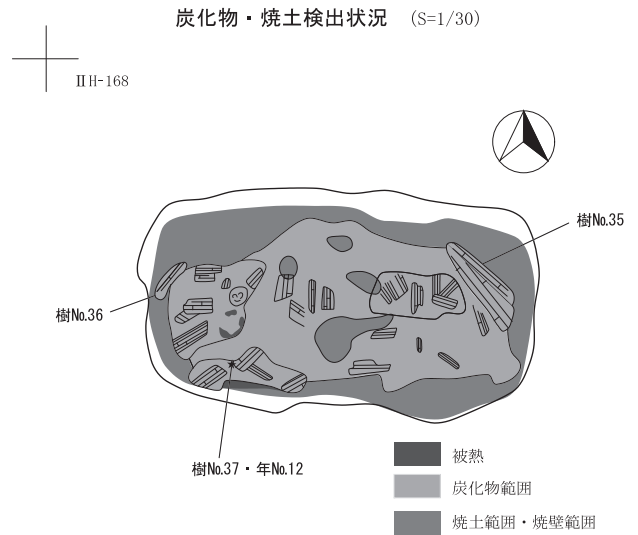 炭化物・焼土検出状況 (S=1/30)
ⅡH-168
樹No.35
樹No.36
樹No.37・年No.12
被熱
炭化物範囲
焼土範囲・焼壁範囲